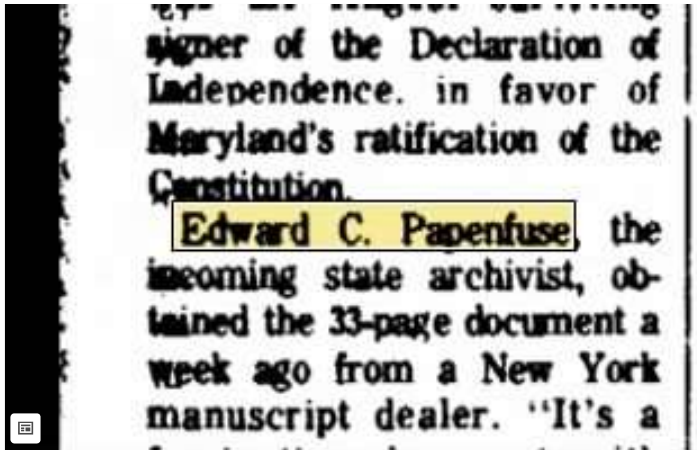 signer of the Declaration of
Independence. in favor of
Maryland's ratification of the
Constitution.
Edward C. Papenfuse, the
incoming state archivist, ob-
tained the 33-page document a
week ago from a New York
manuscript dealer. "It's a